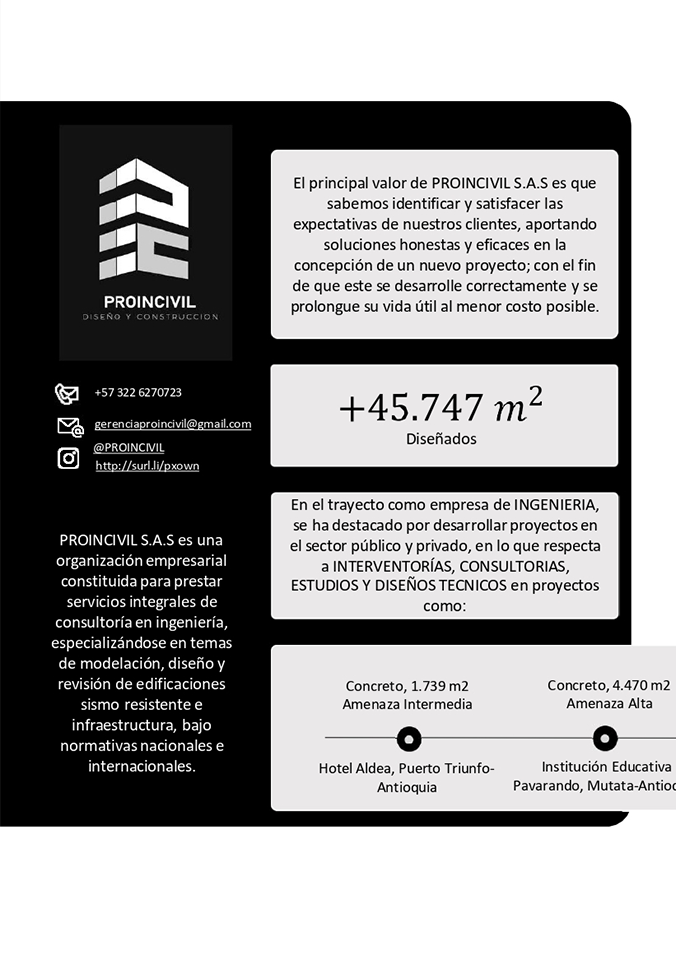 PROINCIVIL
DISEÑO Y CONSTRUCCION
+57 322 6270723
gerenciaproincivil@gmail.com
@PROINCIVIL
http://surl.li/pxown
PROINCIVIL S.A.S es una
organización empresarial
constituida para prestar
servicios integrales de
consultoría en ingeniería,
especializándose en temas
de modelación, diseño y
revisión de edificaciones
sismo resistente e
infraestructura, bajo
normativas nacionales e
internacionales.
El principal valor de PROINCIVIL S.A.S es que
sabemos identificar y satisfacer las
expectativas de nuestros clientes, aportando
soluciones honestas y eficaces en la
concepción de un nuevo proyecto; con el fin
de que este se desarrolle correctamente y se
prolongue su vida útil al menor costo posible.
+45.747 m²
Diseñados
En el trayecto como empresa de INGENIERIA,
se ha destacado por desarrollar proyectos en
el sector público y privado, en lo que respecta
a INTERVENTORÍAS, CONSULTORIAS,
ESTUDIOS Y DISEÑOS TECNICOS en proyectos
como:
Concreto, 1.739 m2
Amenaza Intermedia
Hotel Aldea, Puerto Triunfo-
Antioquia
Concreto, 4.470 m2
Amenaza Alta
Institución Educativa
Pavarando, Mutata-